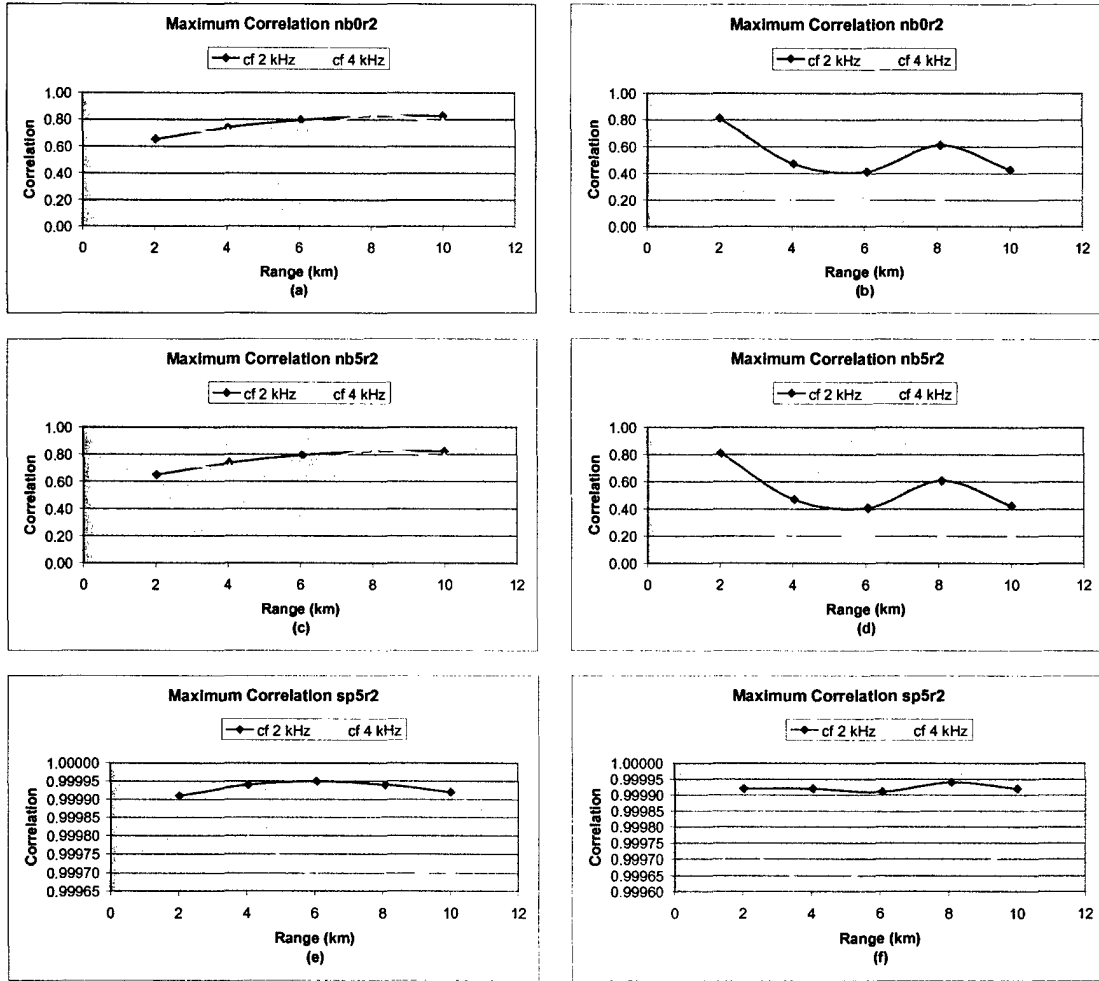 Maximum Correlation nb0r2
cf 2 kHz cf 4 kHz
Correlation
1.00
0.80
0.60
0.40
0.20
0.00
0 2 4 6 8 10 12
Range (km)
(a)
Maximum Correlation nb0r2
cf 2 kHz cf 4 kHz
Correlation
1.00
0.80
0.60
0.40
0.20
0.00
0 2 4 6 8 10 12
Range (km)
(b)
Maximum Correlation nb5r2
cf 2 kHz cf 4 kHz
Correlation
1.00
0.80
0.60
0.40
0.20
0.00
0 2 4 6 8 10 12
Range (km)
(c)
Maximum Correlation nb5r2
cf 2 kHz cf 4 kHz
Correlation
1.00
0.80
0.60
0.40
0.20
0.00
0 2 4 6 8 10 12
Range (km)
(d)
Maximum Correlation sp5r2
cf 2 kHz cf 4 kHz
Correlation
1.00000
0.99995
0.99990
0.99985
0.99980
0.99975
0.99970
0.99965
0 2 4 6 8 10 12
Range (km)
(e)
Maximum Correlation sp5r2
cf 2 kHz cf 4 kHz
Correlation
1.00000
0.99995
0.99990
0.99985
0.99980
0.99975
0.99970
0.99965
0.99960
0 2 4 6 8 10 12
Range (km)
(f)